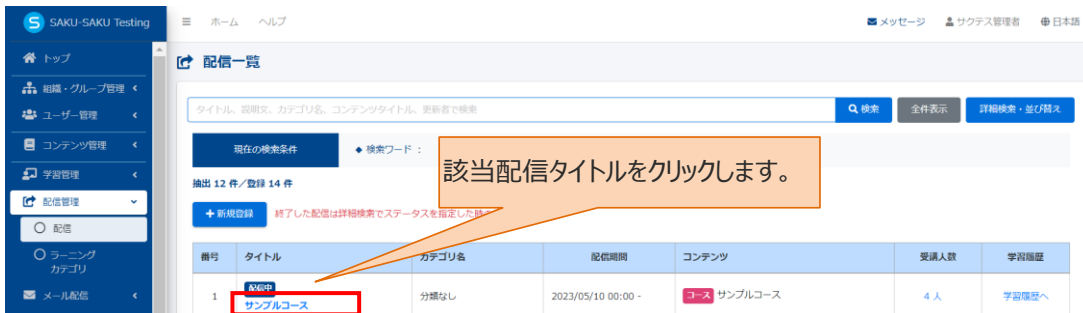 SAKU-SAKU Testing
ホーム ヘルプ
メッセージ サクテス管理者 日本語
トップ
組織・グループ管理
ユーザー管理
コンテンツ管理
学習管理
配信管理
配信
ラーニング
カテゴリ
メール配信
配信一覧
タイトル、説明文、カテゴリ名、コンテンツタイトル、更新者で検索
検索 全件表示 詳細検索・並び替え
現在の検索条件 ◆ 検索ワード :
該当配信タイトルをクリックします。
抽出 12 件/登録 14 件
+ 新規登録 終了した配信は詳細検索でステータスを指定した時の
番号 タイトル カテゴリ名 配信期間 コンテンツ 受講人数 学習履歴
1 配信中 サンプルコース 分類なし 2023/05/10 00:00 - コース サンプルコース 4 人 学習履歴へ